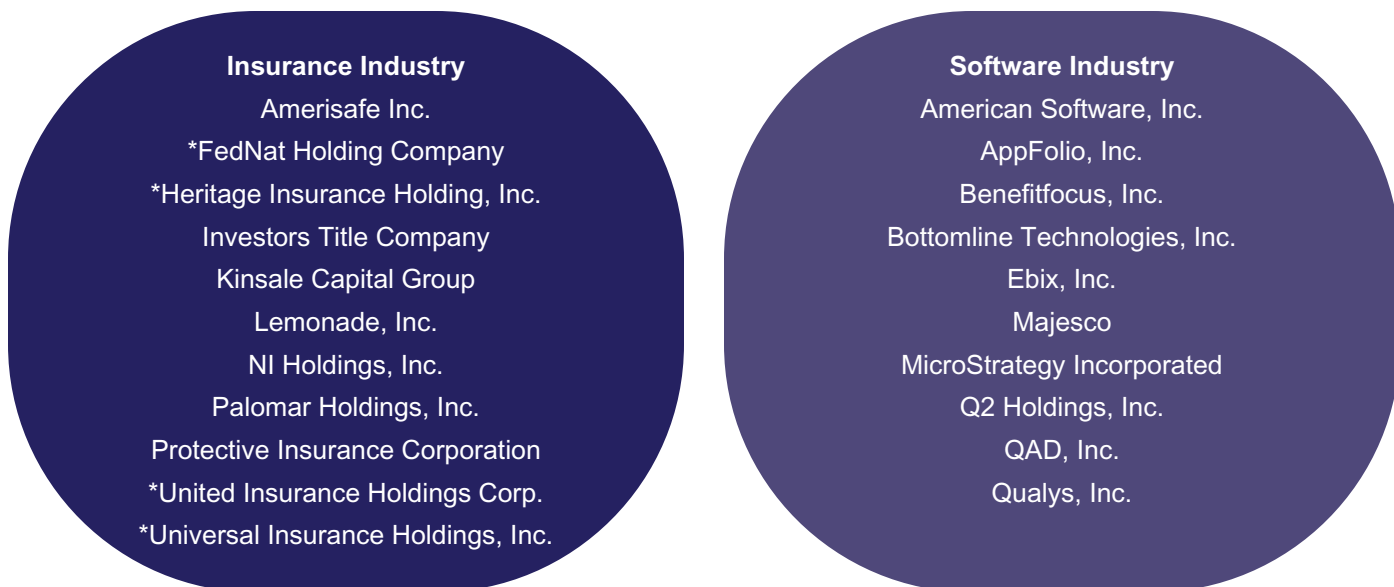 Insurance Industry
Amerisafe Inc.
*FedNat Holding Company
*Heritage Insurance Holding, Inc.
Investors Title Company
Kinsale Capital Group
Lemonade, Inc.
NI Holdings, Inc.
Palomar Holdings, Inc.
Protective Insurance Corporation
*United Insurance Holdings Corp.
*Universal Insurance Holdings, Inc.
Software Industry
American Software, Inc.
AppFolio, Inc.
Benefitfocus, Inc.
Bottomline Technologies, Inc.
Ebix, Inc.
Majesco
MicroStrategy Incorporated
Q2 Holdings, Inc.
QAD, Inc.
Qualys, Inc.